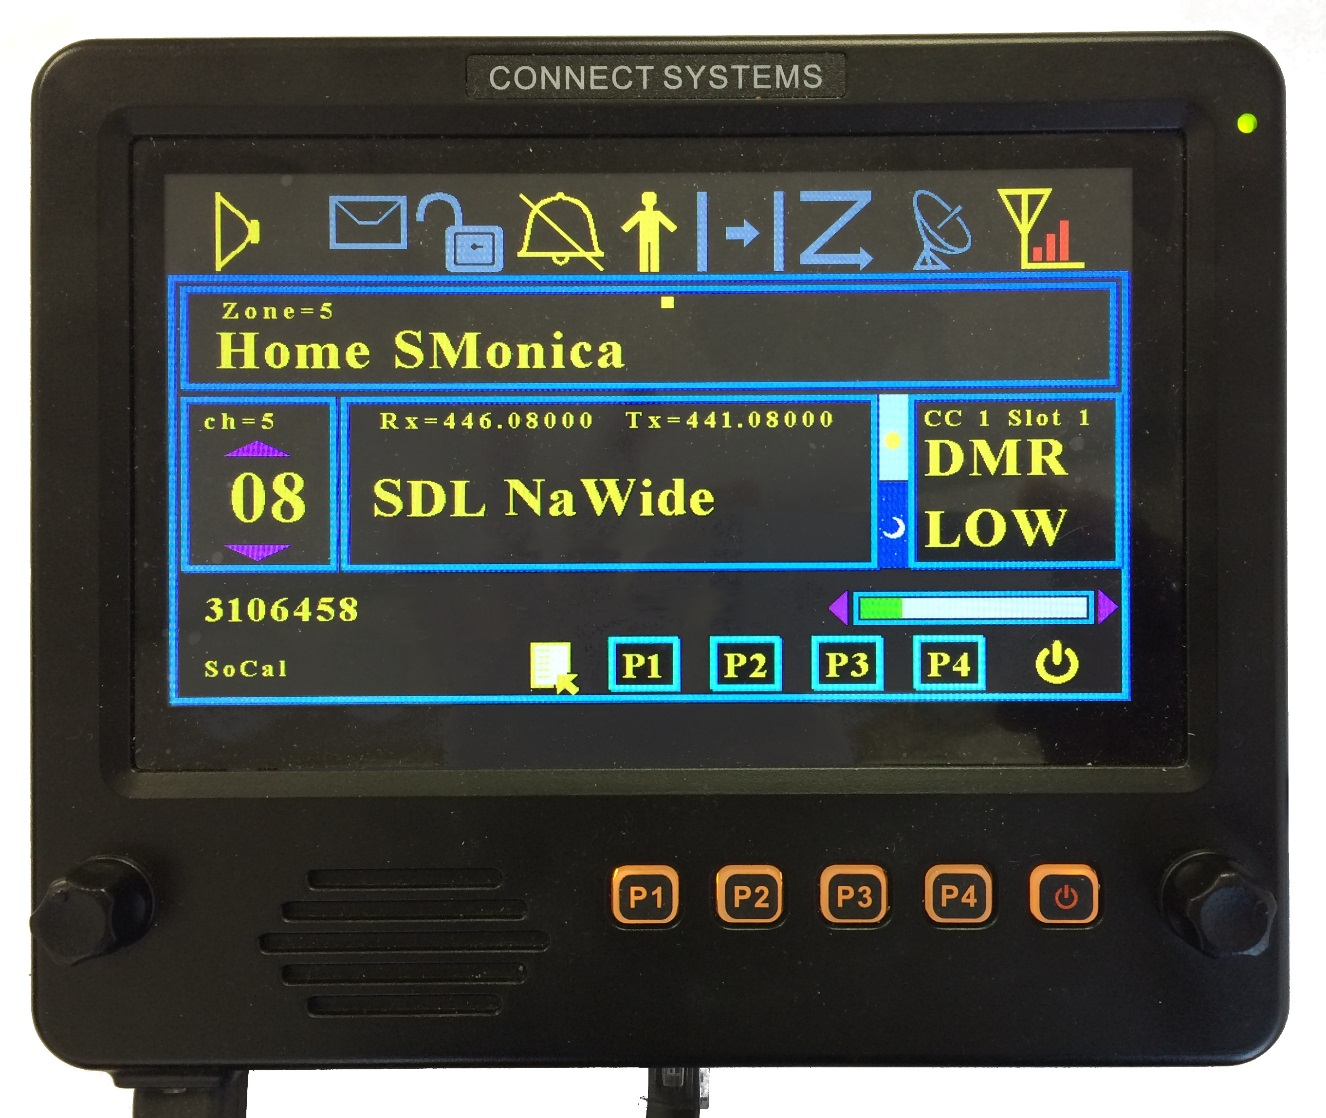 CONNECT SYSTEMS
Zone=5
Home SMonica
ch=5
08
Rx=446.08000 Tx=441.08000
SDL NaWide
CC 1 Slot 1
DMR
LOW
3106458
SoCal
P1 P2 P3 P4
P1 P2 P3 P4